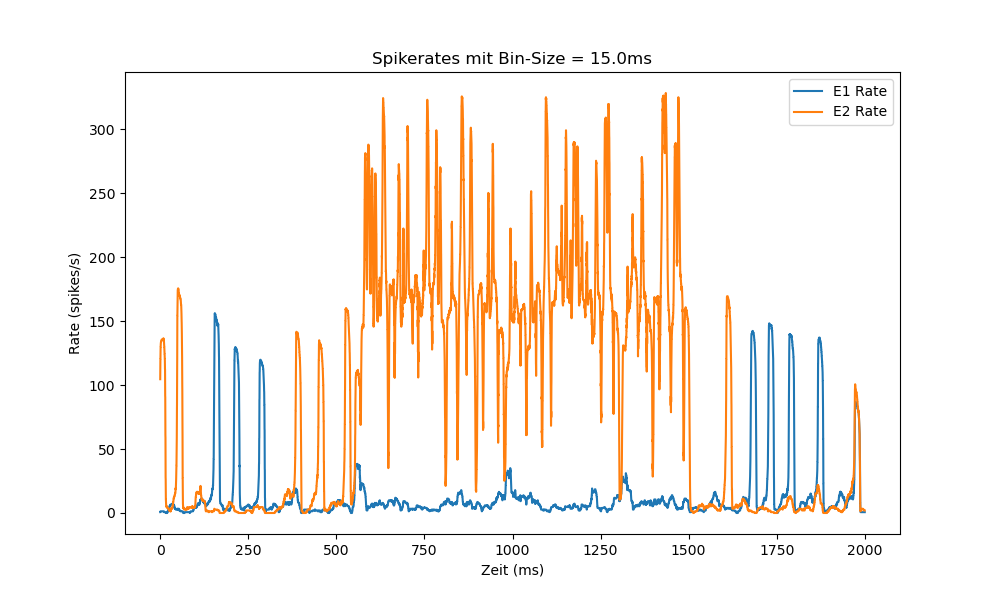 Spikerates mit Bin-Size = 15.0ms
E1 Rate
E2 Rate
Rate (spikes/s)
300
250
200
150
100
50
0
0 250 500 750 1000 1250 1500 1750 2000
Zeit (ms)